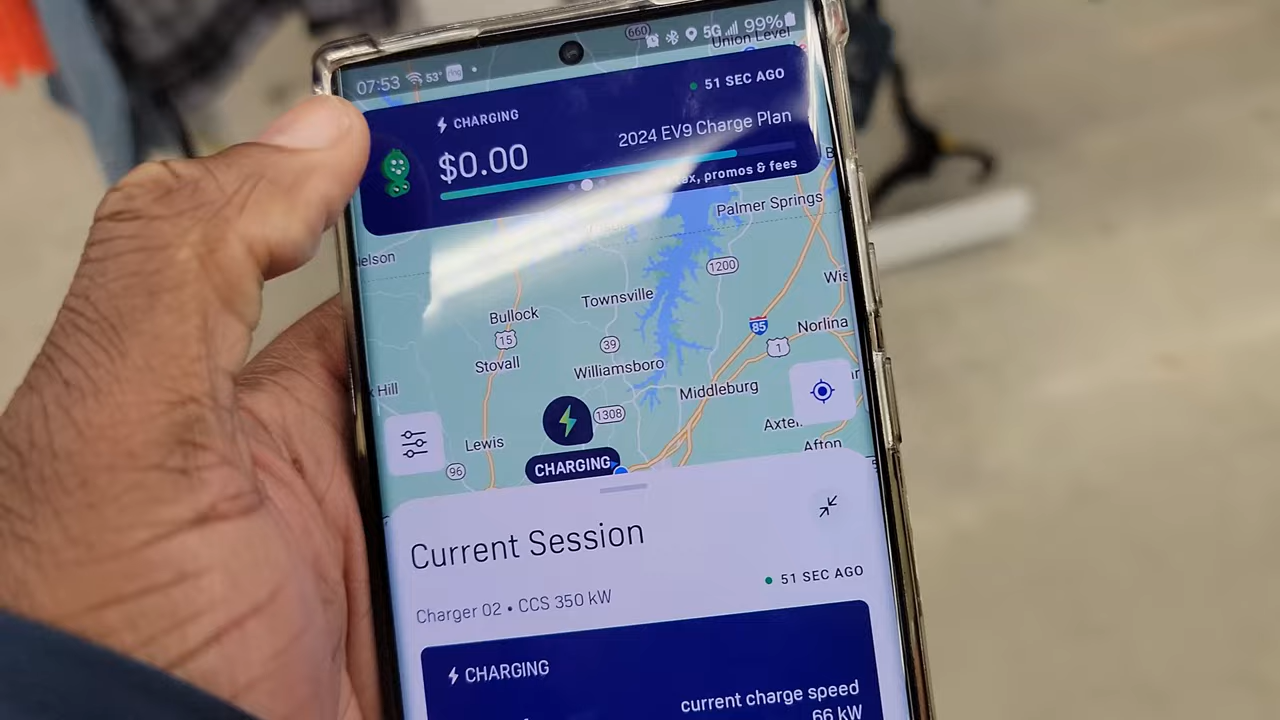 660
Union Level
07:53 53° ring 5G 99%
51 SEC AGO
CHARGING
2024 EV9 Charge Plan
$0.00
tax, promos & fees
Palmer Springs
elson
1200
Wis
Townsville
Bullock
15
39
85
Norlina
1
Stovall
Williamsboro
k Hill
Middleburg
1308
Axte
Lewis
Afton
96
CHARGING
Current Session
51 SEC AGO
Charger 02 • CCS 350 kW
CHARGING
current charge speed
66 kW